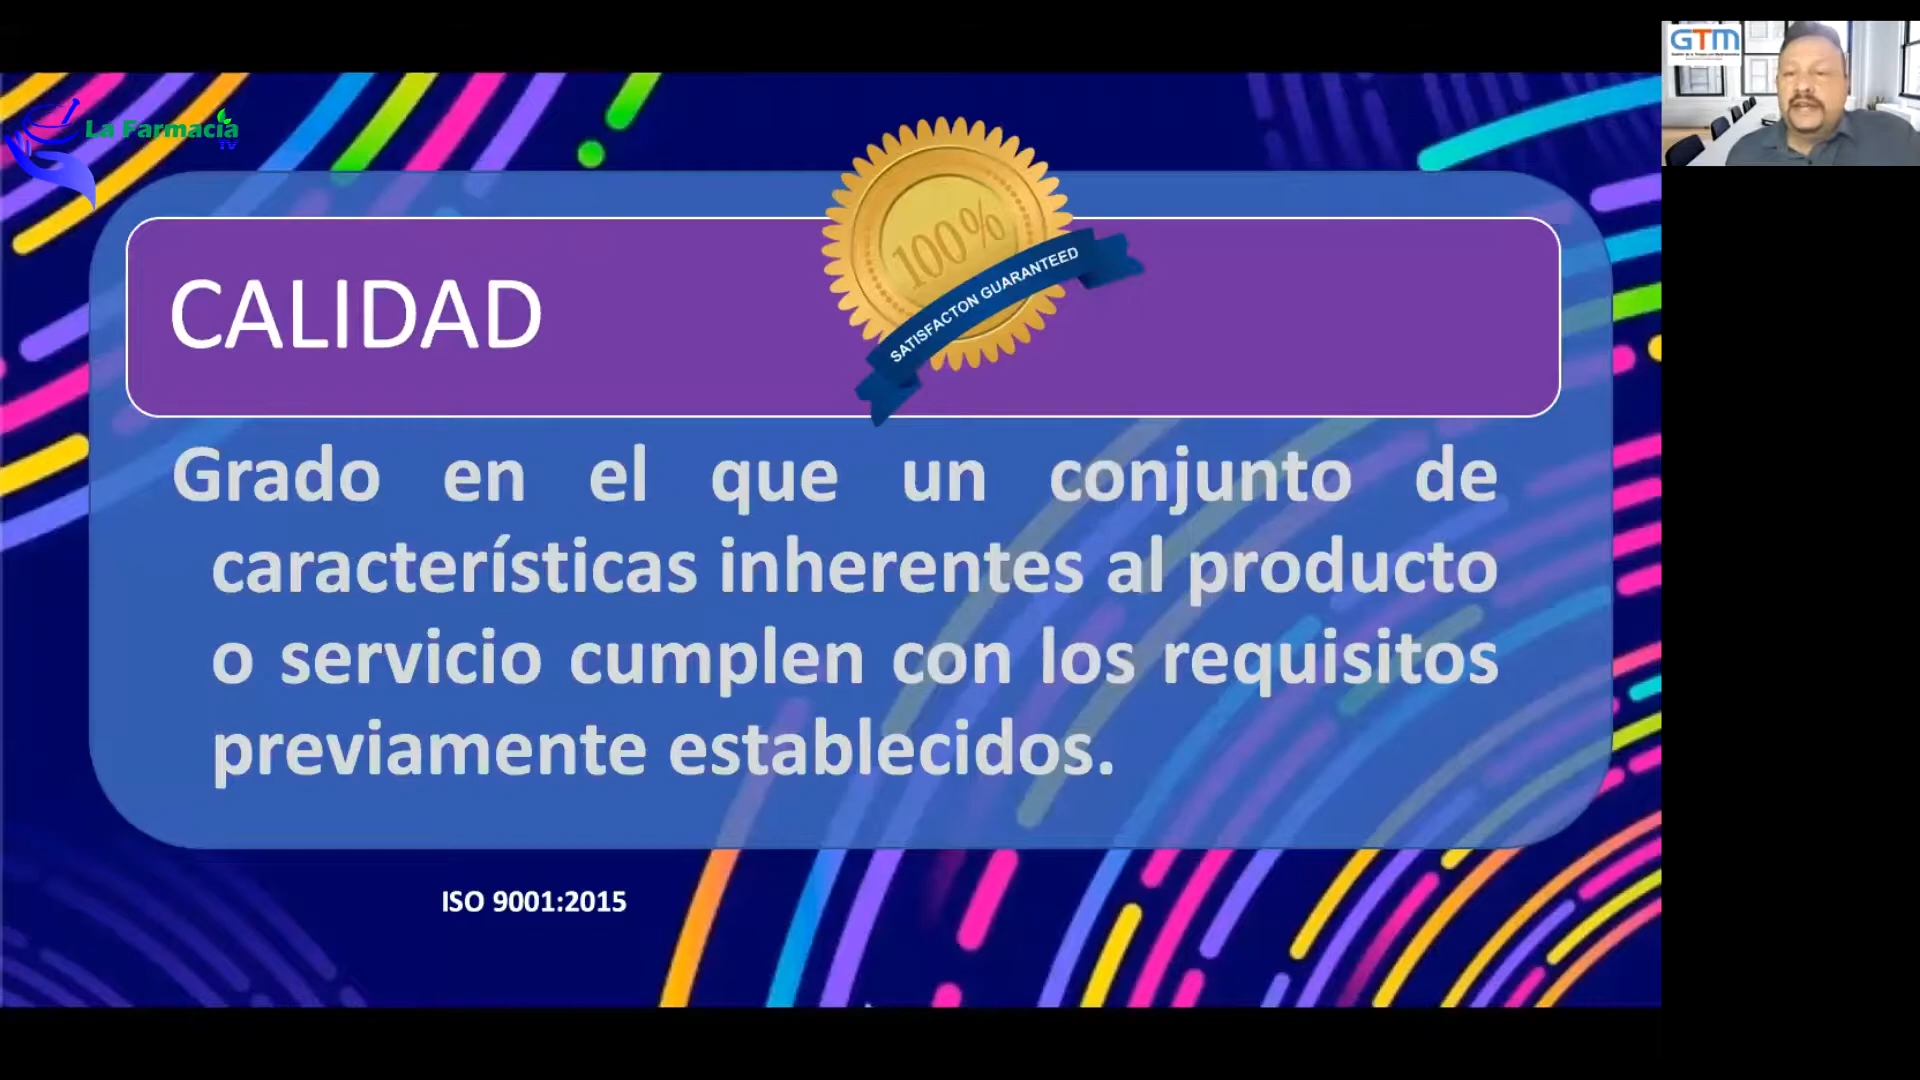 GTM
La Farmacia
TV
100%
SATISFACTON GUARANTEED
CALIDAD
Grado en el que un conjunto de
características inherentes al producto
o servicio cumplen con los requisitos
previamente establecidos.
ISO 9001:2015